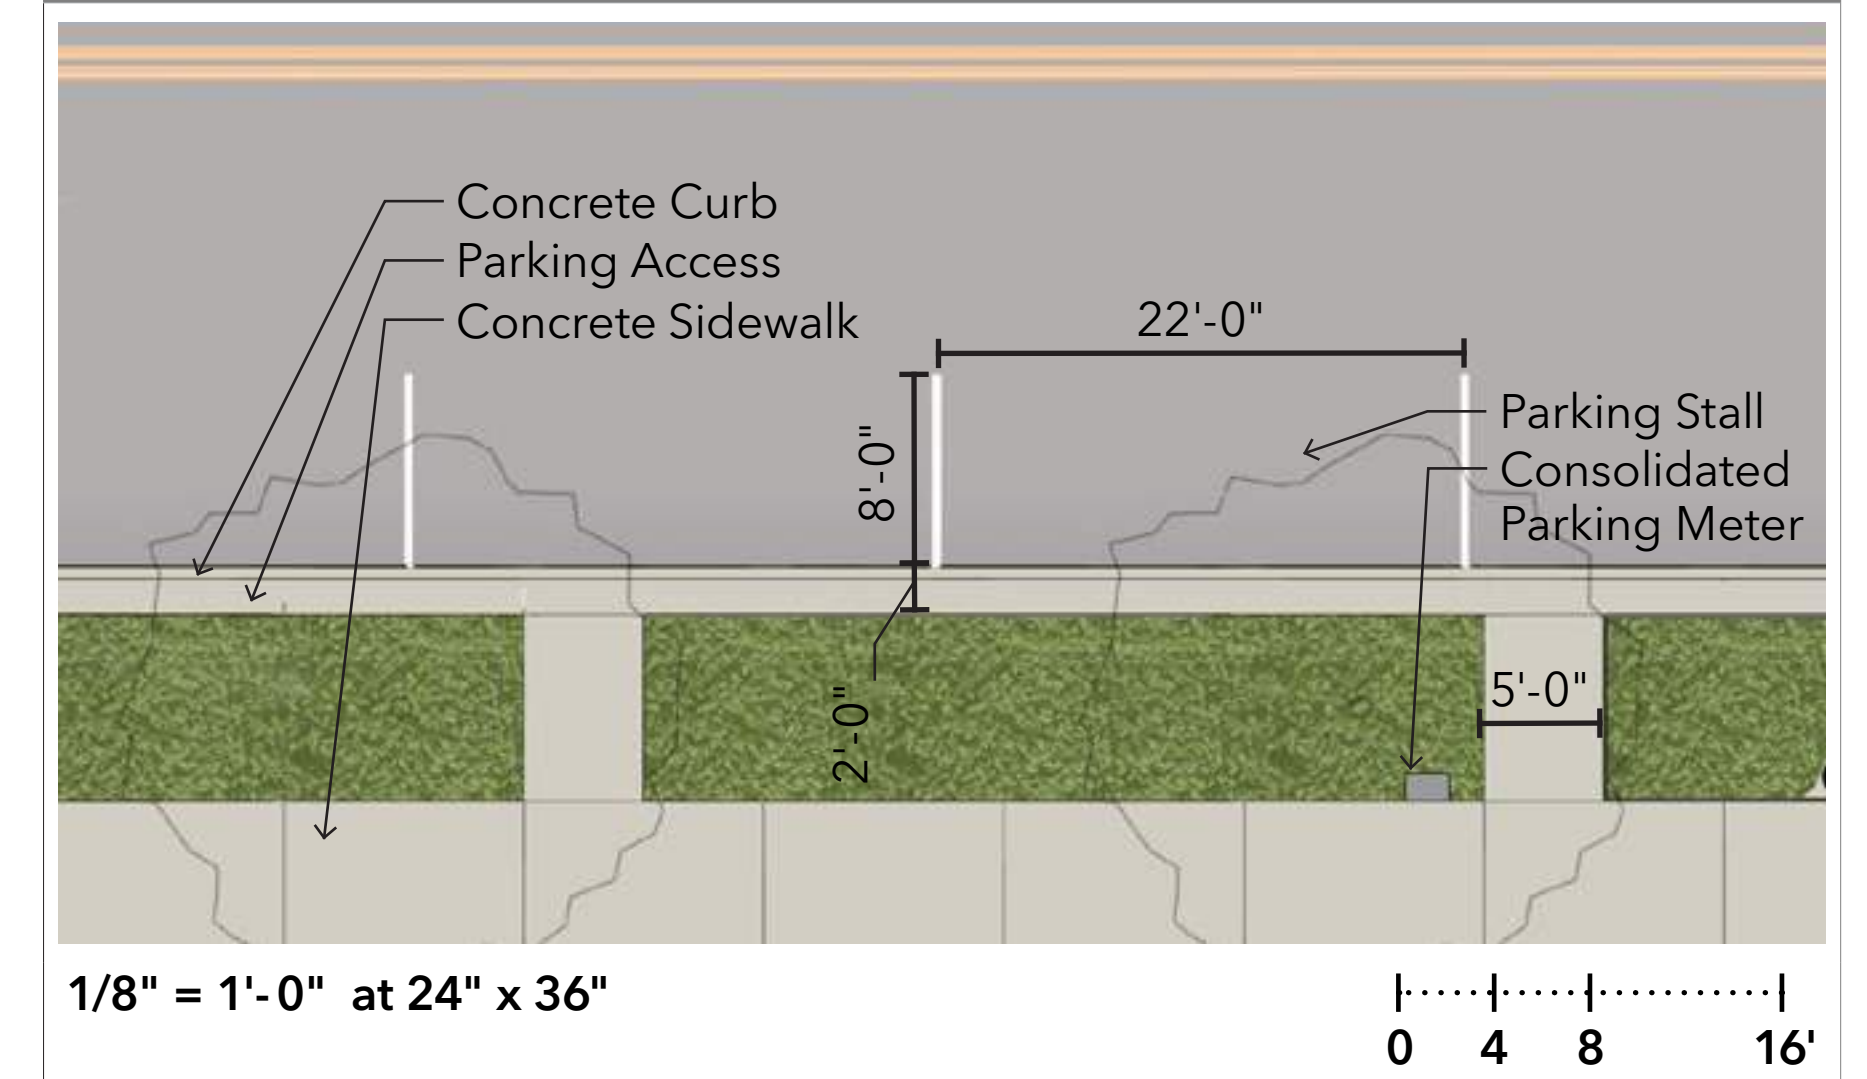 Concrete Curb
Parking Access
Concrete Sidewalk
22'-0"
8'-0"
Parking Stall
Consolidated
Parking Meter
2'-0"
5'-0"
1/8" = 1'-0" at 24" x 36"
0 4 8 16'